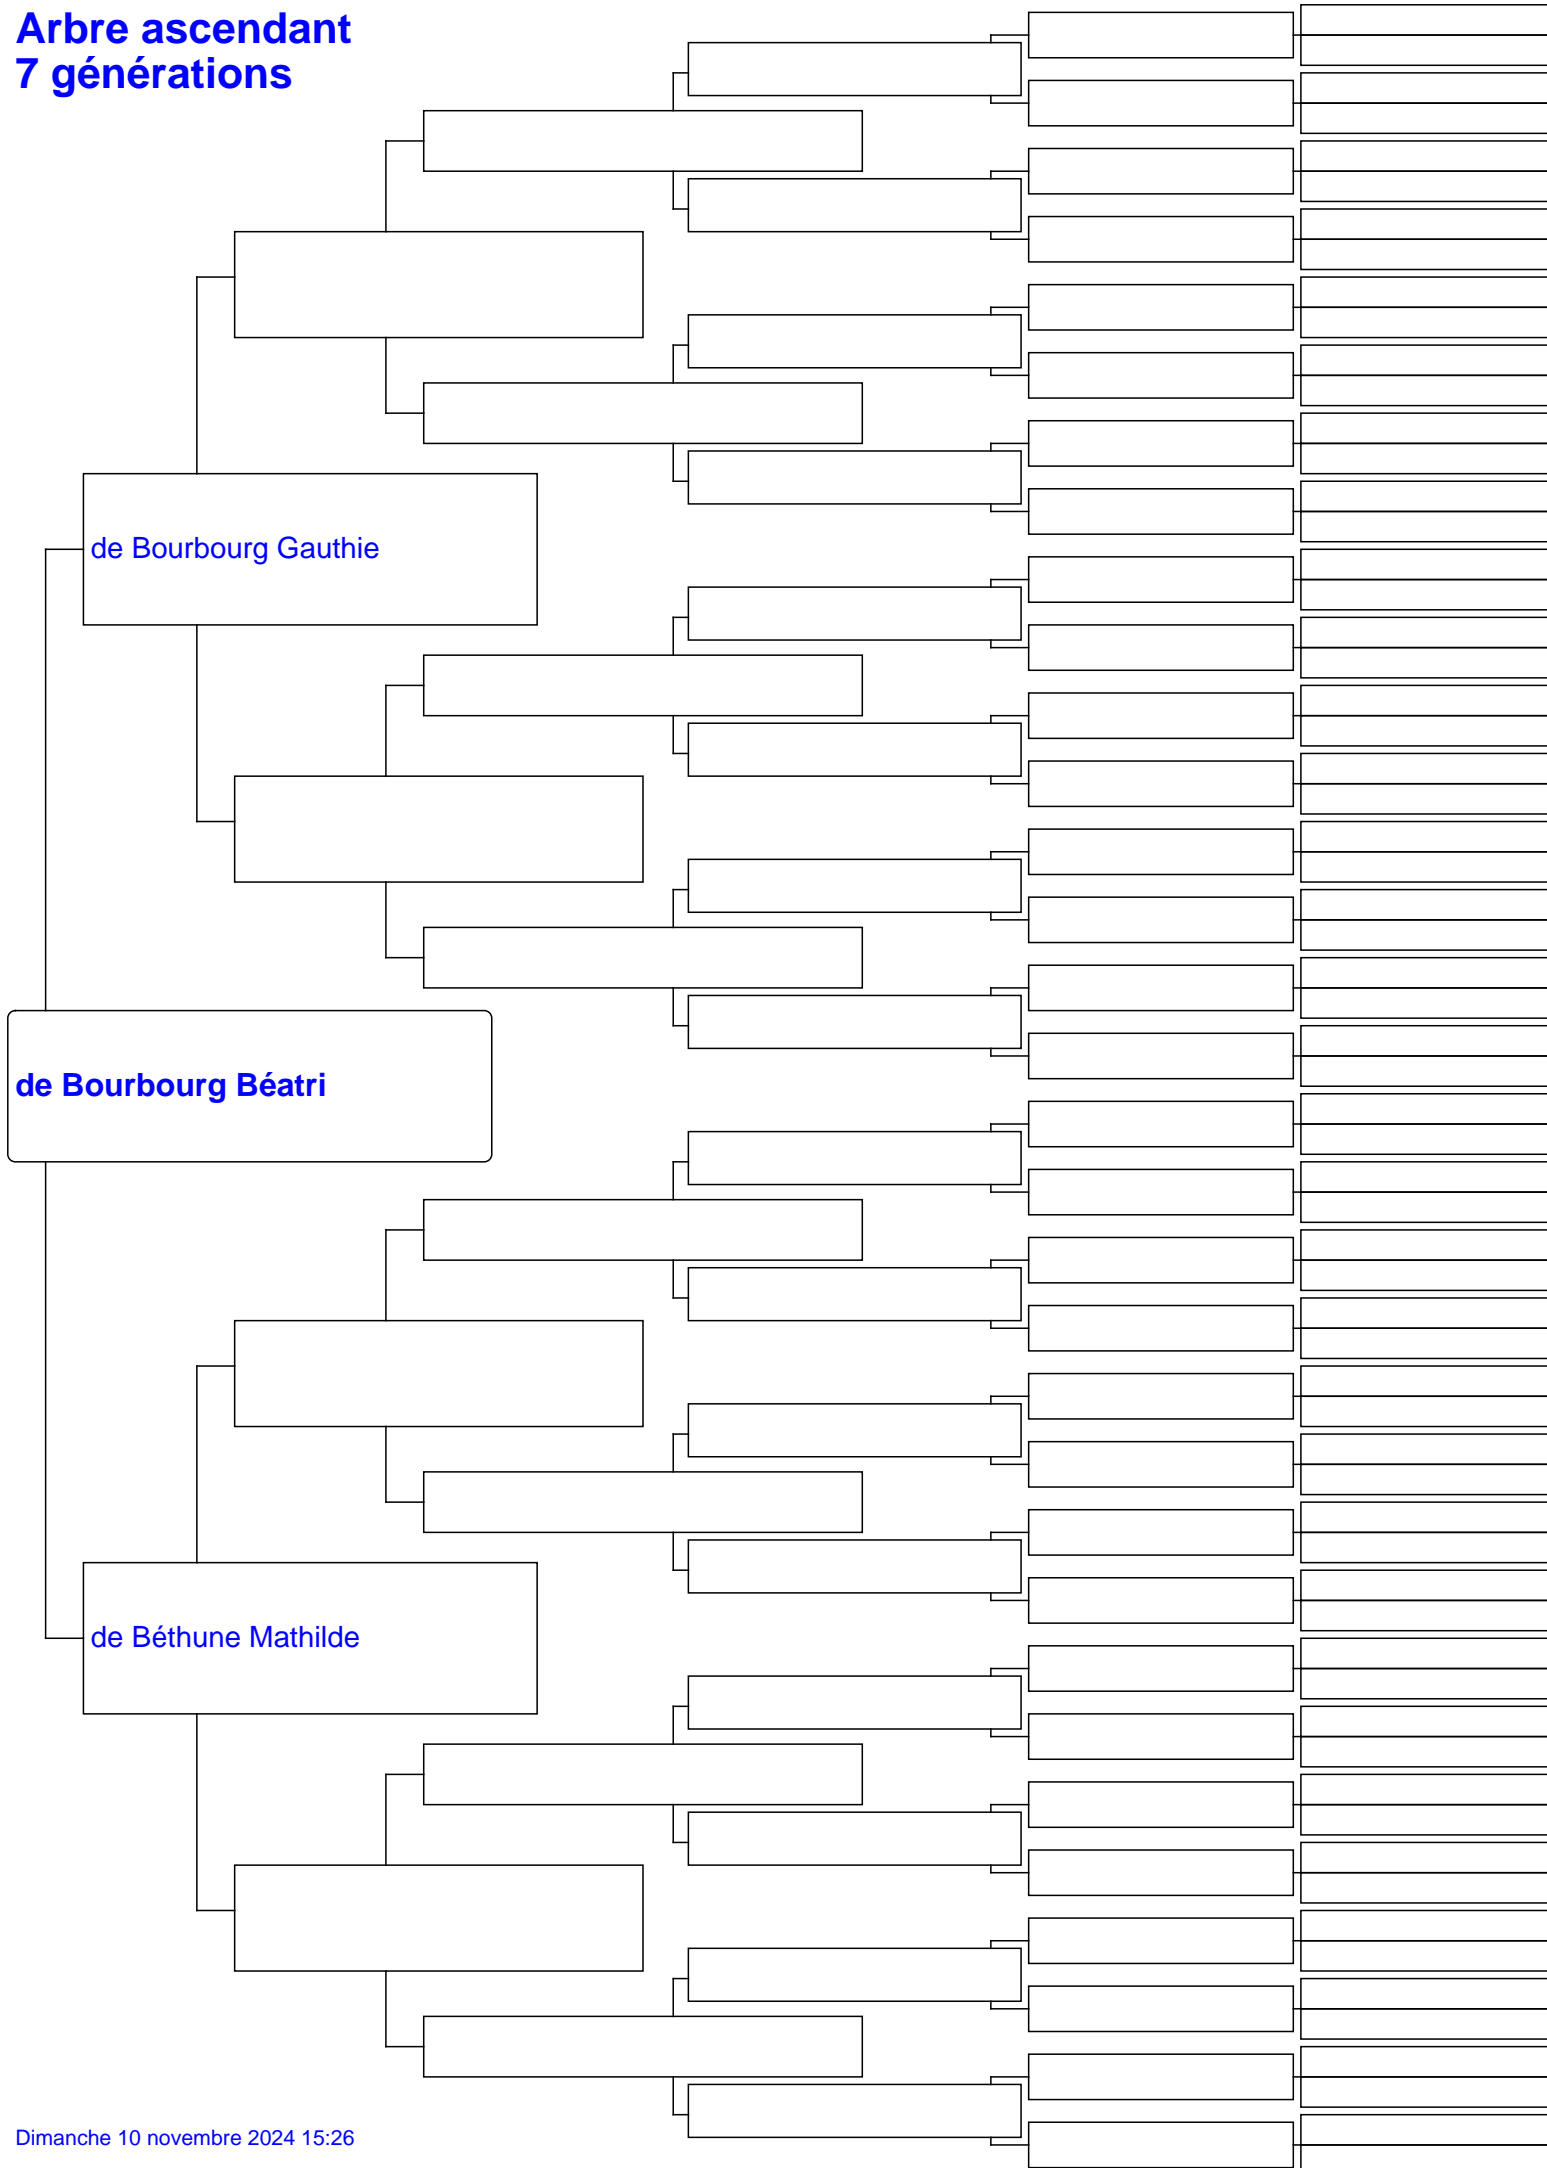 Arbre ascendant
7 générations
de Bourbourg Gauthie
de Bourbourg Béatri
de Béthune Mathilde
Dimanche 10 novembre 2024 15:26